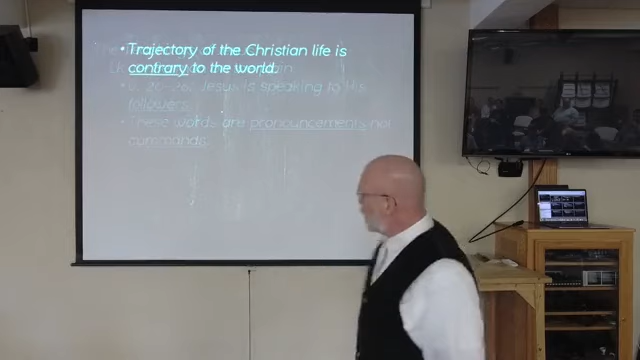 • Trajectory of the Christian life is
contrary to the world.
Jesus is speaking to His
followers.
• These words are pronouncements not
commands.